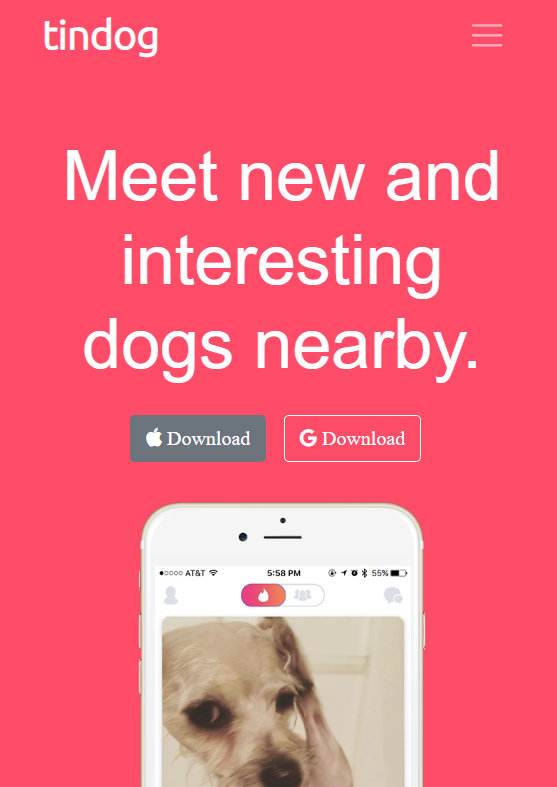 tindog
Meet new and
interesting
dogs nearby.
Download
Download
AT&T 5:58 PM 55%